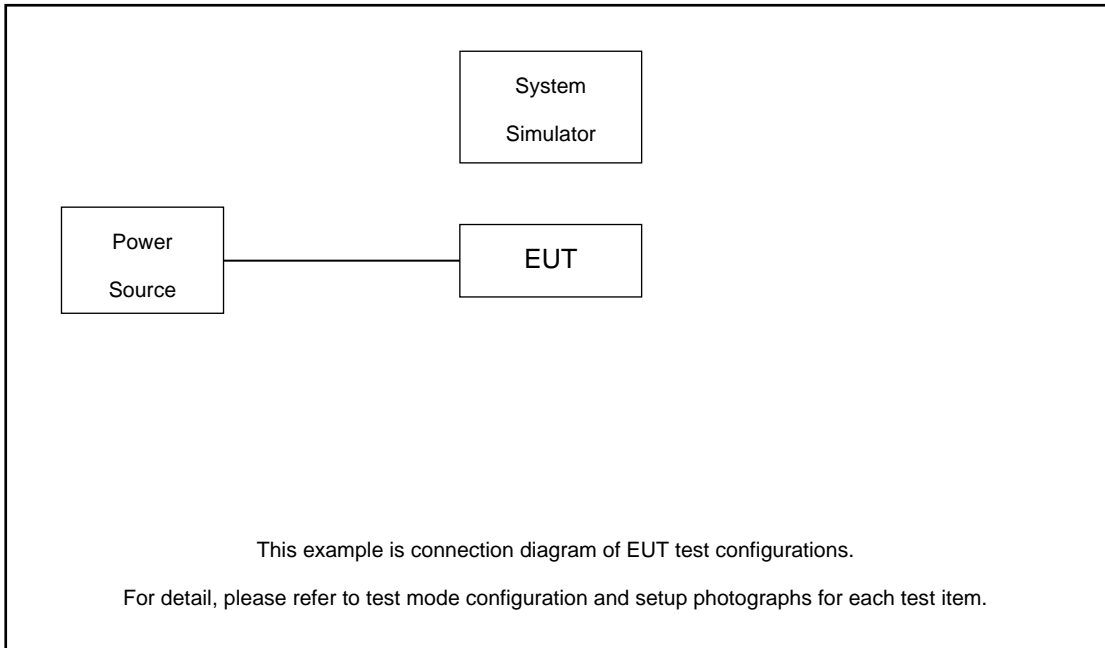 System
Simulator
Power
Source
EUT
This example is connection diagram of EUT test configurations.
For detail, please refer to test mode configuration and setup photographs for each test item.